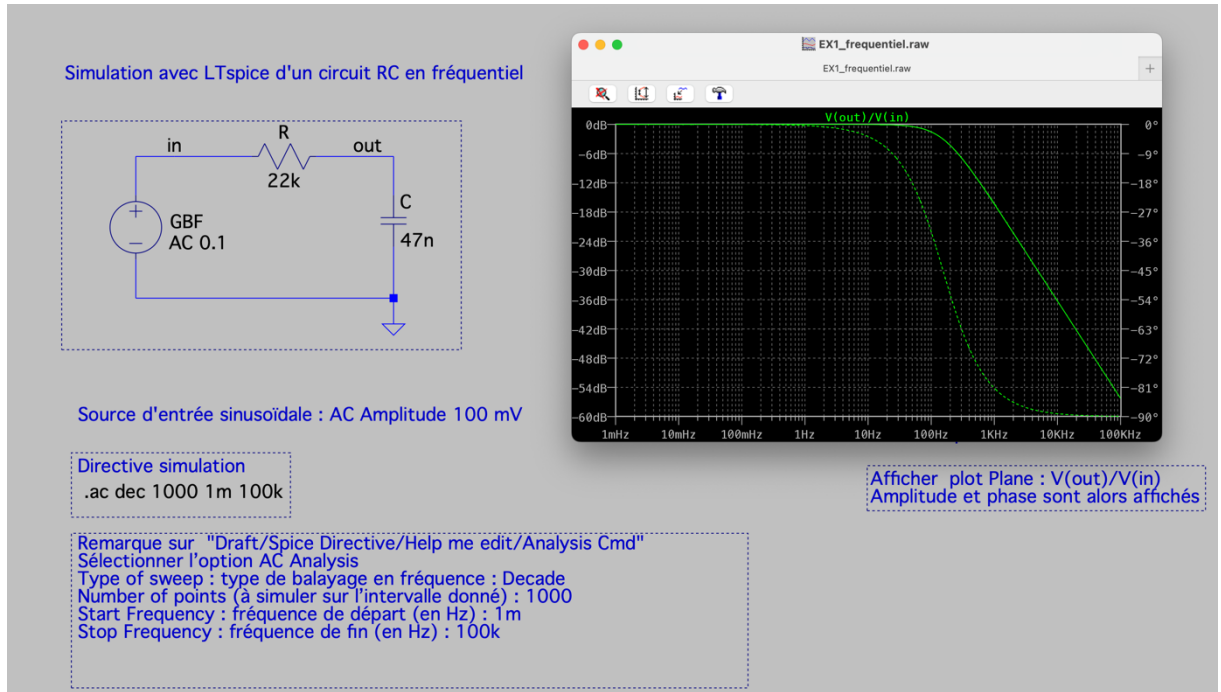 Simulation avec LTspice d'un circuit RC en fréquentiel
in
R
out
22k
C
47n
GBF
AC 0.1
Source d'entrée sinusoïdale : AC Amplitude 100 mV
Directive simulation
.ac dec 1000 1m 100k
Remarque sur "Draft/Spice Directive/Help me edit/Analysis Cmd"
Sélectionner l'option AC Analysis
Type of sweep : type de balayage en fréquence : Decade
Number of points (à simuler sur l'intervalle donné) : 1000
Start Frequency : fréquence de départ (en Hz) : 1m
Stop Frequency : fréquence de fin (en Hz) : 100k
EX1_frequentiel.raw
EX1_frequentiel.raw
V(out)/V(in)
0dB 0°
-6dB -9°
-12dB -18°
-18dB -27°
-24dB -36°
-30dB -45°
-36dB -54°
-42dB -63°
-48dB -72°
-54dB -81°
-60dB -90°
1mHz 10mHz 100mHz 1Hz 10Hz 100Hz 1KHz 10KHz 100KHz
Afficher plot Plane : V(out)/V(in)
Amplitude et phase sont alors affichés